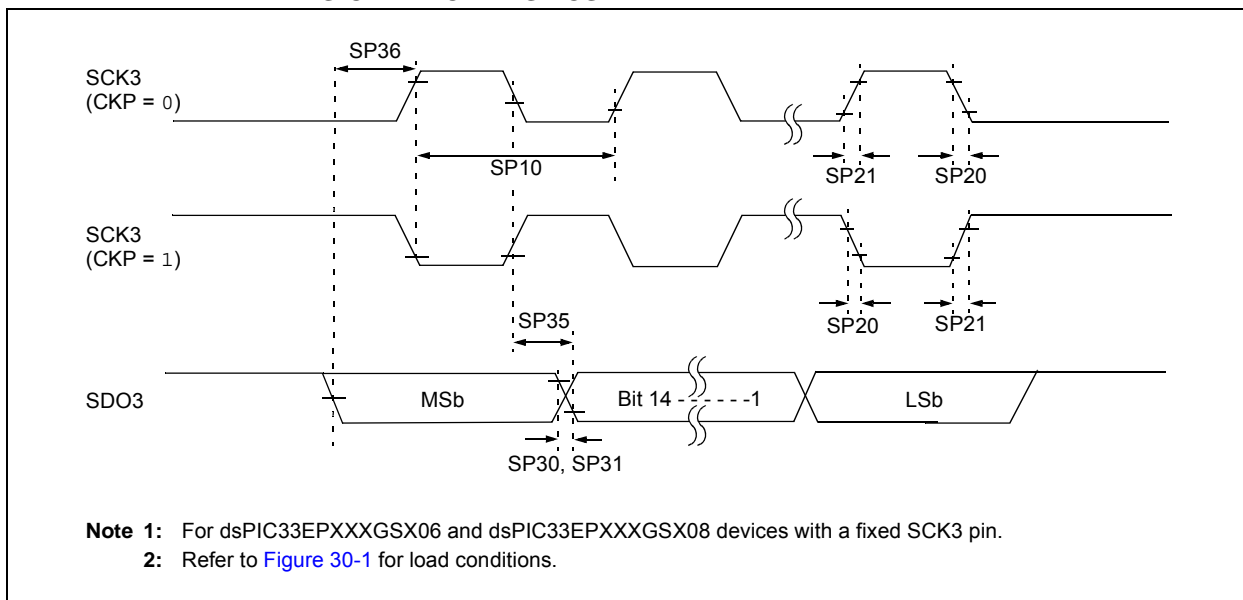 SP36
SCK3
(CKP = 0)
SP10
SP21
SP20
SCK3
(CKP = 1)
SP35
SP20
SP21
SDO3
MSb
Bit 14 - - - - - - -1
LSb
SP30, SP31
Note 1: For dsPIC33EPXXXGSX06 and dsPIC33EPXXXGSX08 devices with a fixed SCK3 pin.
2: Refer to Figure 30-1 for load conditions.